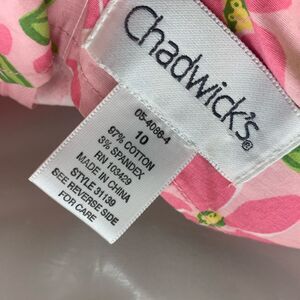 Chadwick's®
05-4098-4
10
97% COTTON
3% SPANDEX
RN 103429
MADE IN CHINA
STYLE 31139
SEE REVERSE SIDE
FOR CARE